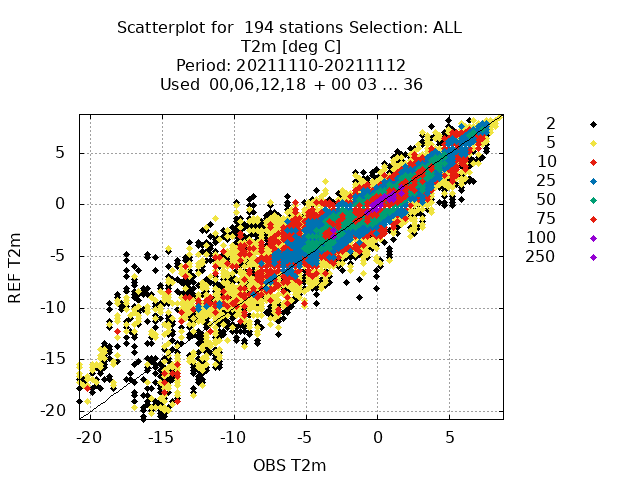 Scatterplot for  194 stations Selection: ALL
T2m [deg C]
Period: 20211110-20211112
Used  00,06,12,18 + 00 03 ... 36
2
5
10
25
50
75
100
250
5
0
-5
-10
-15
-20
REF T2m
-20 -15 -10 -5 0 5
OBS T2m